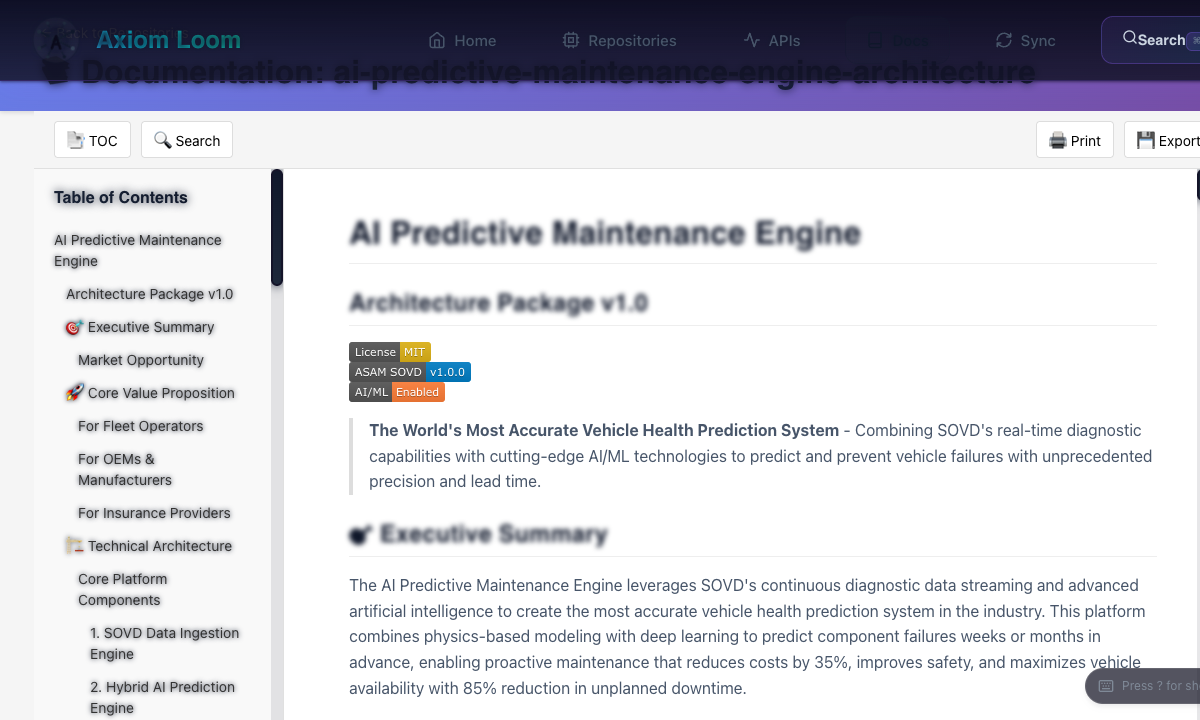 Axiom Loom
Home
Repositories
APIs
Docs
Sync
Search
Documentation: ai-predictive-maintenance-engine-architecture
TOC
Search
Print
Export
Table of Contents
AI Predictive Maintenance
Engine
Architecture Package v1.0
🎯 Executive Summary
Market Opportunity
🚀 Core Value Proposition
For Fleet Operators
For OEMs &
Manufacturers
For Insurance Providers
🏗️ Technical Architecture
Core Platform
Components
1. SOVD Data Ingestion
Engine
2. Hybrid AI Prediction
Engine
AI Predictive Maintenance Engine
Architecture Package v1.0
License MIT
ASAM SOVD v1.0.0
AI/ML Enabled
The World's Most Accurate Vehicle Health Prediction System - Combining SOVD's real-time diagnostic
capabilities with cutting-edge AI/ML technologies to predict and prevent vehicle failures with unprecedented
precision and lead time.
Executive Summary
The AI Predictive Maintenance Engine leverages SOVD's continuous diagnostic data streaming and advanced
artificial intelligence to create the most accurate vehicle health prediction system in the industry. This platform
combines physics-based modeling with deep learning to predict component failures weeks or months in
advance, enabling proactive maintenance that reduces costs by 35%, improves safety, and maximizes vehicle
availability with 85% reduction in unplanned downtime.
Press ? for